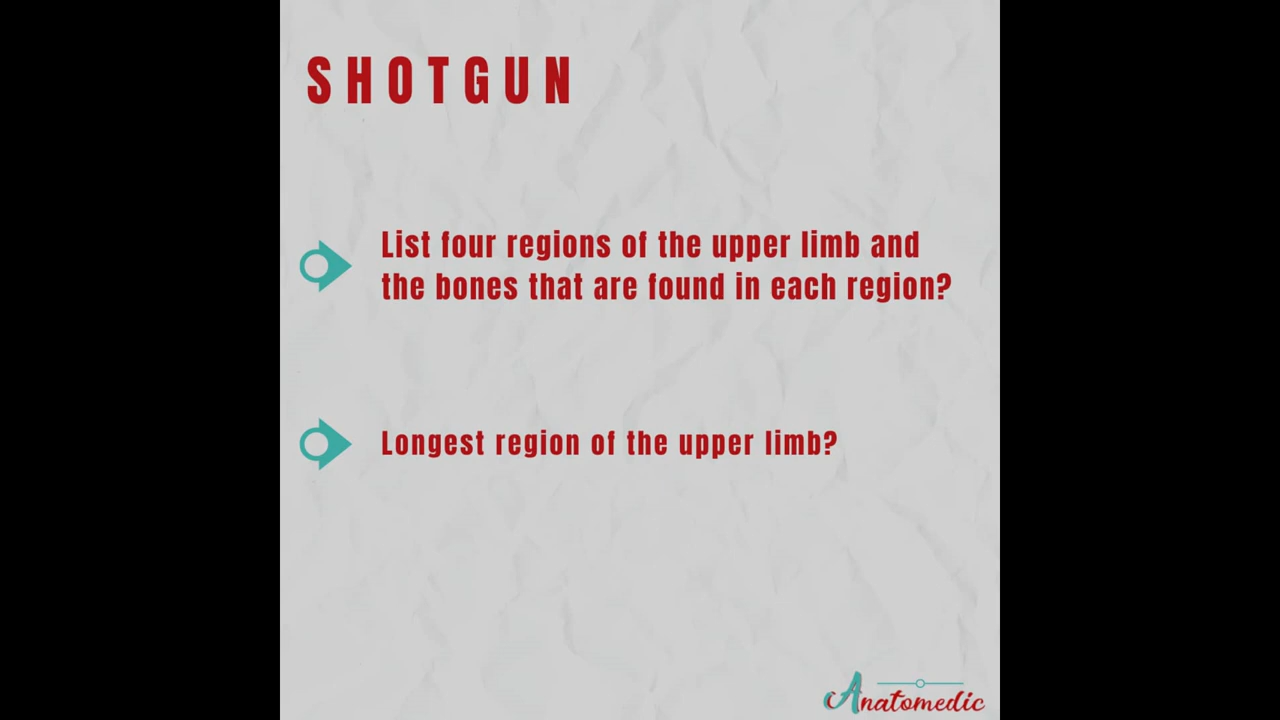 SHOTGUN
List four regions of the upper limb and
the bones that are found in each region?
Longest region of the upper limb?
Anatomedic